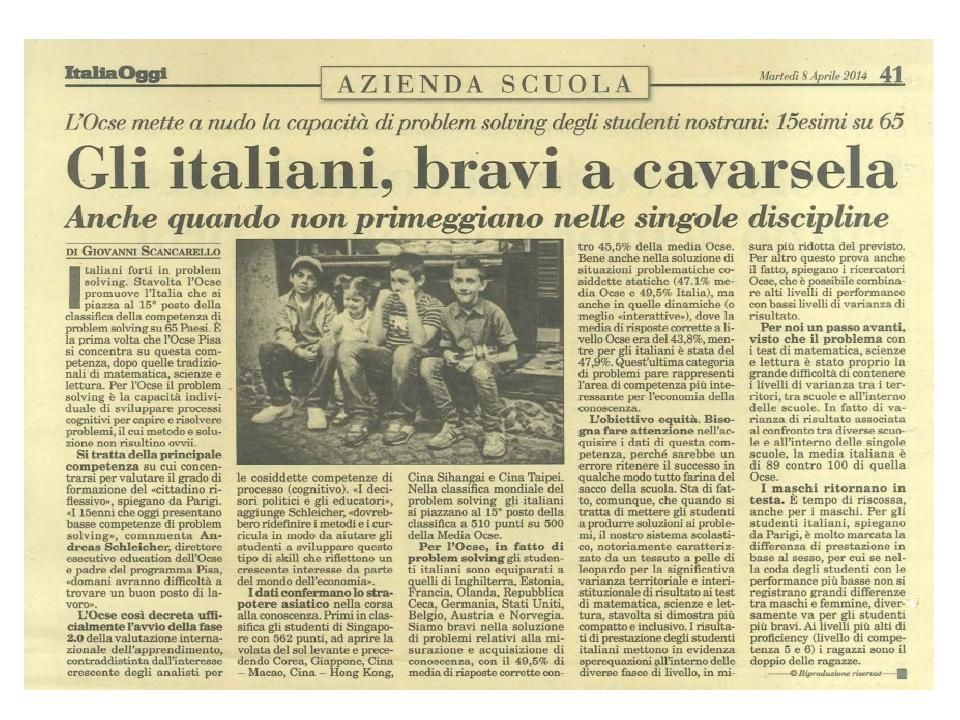 ItaliaOggi
AZIENDA SCUOLA
Martedì 8 Aprile 2014 41
L'Ocse mette a nudo la capacità di problem solving degli studenti nostrani: 15esimi su 65
Gli italiani, bravi a cavarsela
Anche quando non primeggiano nelle singole discipline
DI GIOVANNI SCANCARELLO
Italiani forti in problem
solving. Stavolta l'Ocse
promuove l'Italia che si
piazza al 15° posto della
classifica della competenza di
problem solving su 65 Paesi. È
la prima volta che l'Ocse Pisa
si concentra su questa com-
petenza, dopo quelle tradizio-
nali di matematica, scienze e
lettura. Per l'Ocse il problem
solving è la capacità indivi-
duale di sviluppare processi
cognitivi per capire e risolvere
problemi, il cui metodo e solu-
zione non risultino ovvii.
Si tratta della principale
competenza su cui concen-
trarsi per valutare il grado di
formazione del «cittadino ri-
flessivo», spiegano da Parigi.
«I 15enni che oggi presentano
basse competenze di problem
solving», commnenta An-
dreas Schleicher, direttore
esecutivo education dell'Ocse
e padre del programma Pisa,
«domani avranno difficoltà a
trovare un buon posto di la-
voro».
L'Ocse così decreta uffi-
cialmente l'avvio della fase
2.0 della valutazione interna-
zionale dell'apprendimento,
contraddistinta dall'interesse
crescente degli analisti per
le cosiddette competenze di
processo (cognitivo). «I deci-
sori politici e gli educatori»,
aggiunge Schleicher, «dovreb-
bero ridefinire i metodi e i cur-
ricula in modo da aiutare gli
studenti a sviluppare questo
tipo di skill che riflettono un
crescente interesse da parte
del mondo dell'economia».
I dati confermano lo stra-
potere asiatico nella corsa
alla conoscenza. Primi in clas-
sifica gli studenti di Singapo-
re con 562 punti, ad aprire la
volata del sol levante e prece-
dendo Corea, Giappone, Cina
– Macao, Cina – Hong Kong,
Cina Sihangai e Cina Taipei.
Nella classifica mondiale del
problem solving gli italiani
si piazzano al 15° posto della
classifica a 510 punti su 500
della Media Ocse.
Per l'Ocse, in fatto di
problem solving gli studen-
ti italiani sono equiparati a
quelli di Inghilterra, Estonia,
Francia, Olanda, Repubblica
Ceca, Germania, Stati Uniti,
Belgio, Austria e Norvegia.
Siamo bravi nella soluzione
di problemi relativi alla mi-
surazione e acquisizione di
conoscenza, con il 49,5% di
media di risposte corrette con-
tro 45,5% della media Ocse.
Bene anche nella soluzione di
situazioni problematiche co-
siddette statiche (47.1% me-
dia Ocse e 49,5% Italia), ma
anche in quelle dinamiche (o
meglio «interattive»), dove la
media di risposte corrette a li-
vello Ocse era del 43,8%, men-
tre per gli italiani è stata del
47,9%. Quest'ultima categoria
di problemi pare rappresenti
l'area di competenza più inte-
ressante per l'economia della
conoscenza.
L'obiettivo equità. Biso-
gna fare attenzione nell'ac-
quisire i dati di questa com-
petenza, perché sarebbe un
errore ritenere il successo in
qualche modo tutto farina del
sacco della scuola. Sta di fat-
to, comunque, che quando si
tratta di mettere gli studenti
a produrre soluzioni ai proble-
mi, il nostro sistema scolasti-
co, notoriamente caratteriz-
zato da un tessuto a pelle di
leopardo per la significativa
varianza territoriale e interi-
stituzionale di risultato ai test
di matematica, scienze e let-
tura, stavolta si dimostra più
compatto e inclusivo. I risulta-
ti di prestazione degli studenti
italiani mettono in evidenza
sperequazioni all'interno delle
diverse fasce di livello, in mi-
sura più ridotta del previsto.
Per altro questo prova anche
il fatto, spiegano i ricercatori
Ocse, che è possibile combina-
re alti livelli di performance
con bassi livelli di varianza di
risultato.
Per noi un passo avanti,
visto che il problema con
i test di matematica, scienze
e lettura è stato proprio la
grande difficoltà di contenere
i livelli di varianza tra i terri-
tori, tra scuole e all'interno
delle scuole. In fatto di va-
rianza di risultato associata
al confronto tra diverse scuo-
le e all'interno delle singole
scuole, la media italiana è
di 89 contro 100 di quella
Ocse.
I maschi ritornano in
testa. È tempo di riscossa,
anche per i maschi. Per gli
studenti italiani, spiegano
da Parigi, è molto marcata la
differenza di prestazione in
base al sesso, per cui se nel-
la coda degli studenti con le
performance più basse non si
registrano grandi differenze
tra maschi e femmine, diver-
samente va per gli studenti
più bravi. Ai livelli più alti di
proficiency (livello di compe-
tenza 5 e 6) i ragazzi sono il
doppio delle ragazze.
© Riproduzione riservat